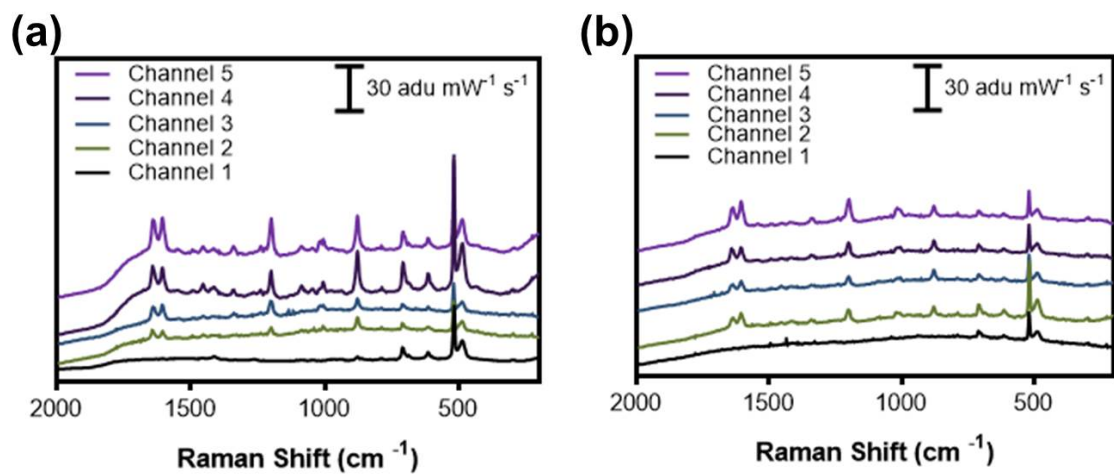 (a)
Channel 5
Channel 4
Channel 3
Channel 2
Channel 1
30 adu mW⁻¹ s⁻¹
2000 1500 1000 500
Raman Shift (cm ⁻¹)
(b)
Channel 5
Channel 4
Channel 3
Channel 2
Channel 1
30 adu mW⁻¹ s⁻¹
2000 1500 1000 500
Raman Shift (cm ⁻¹)